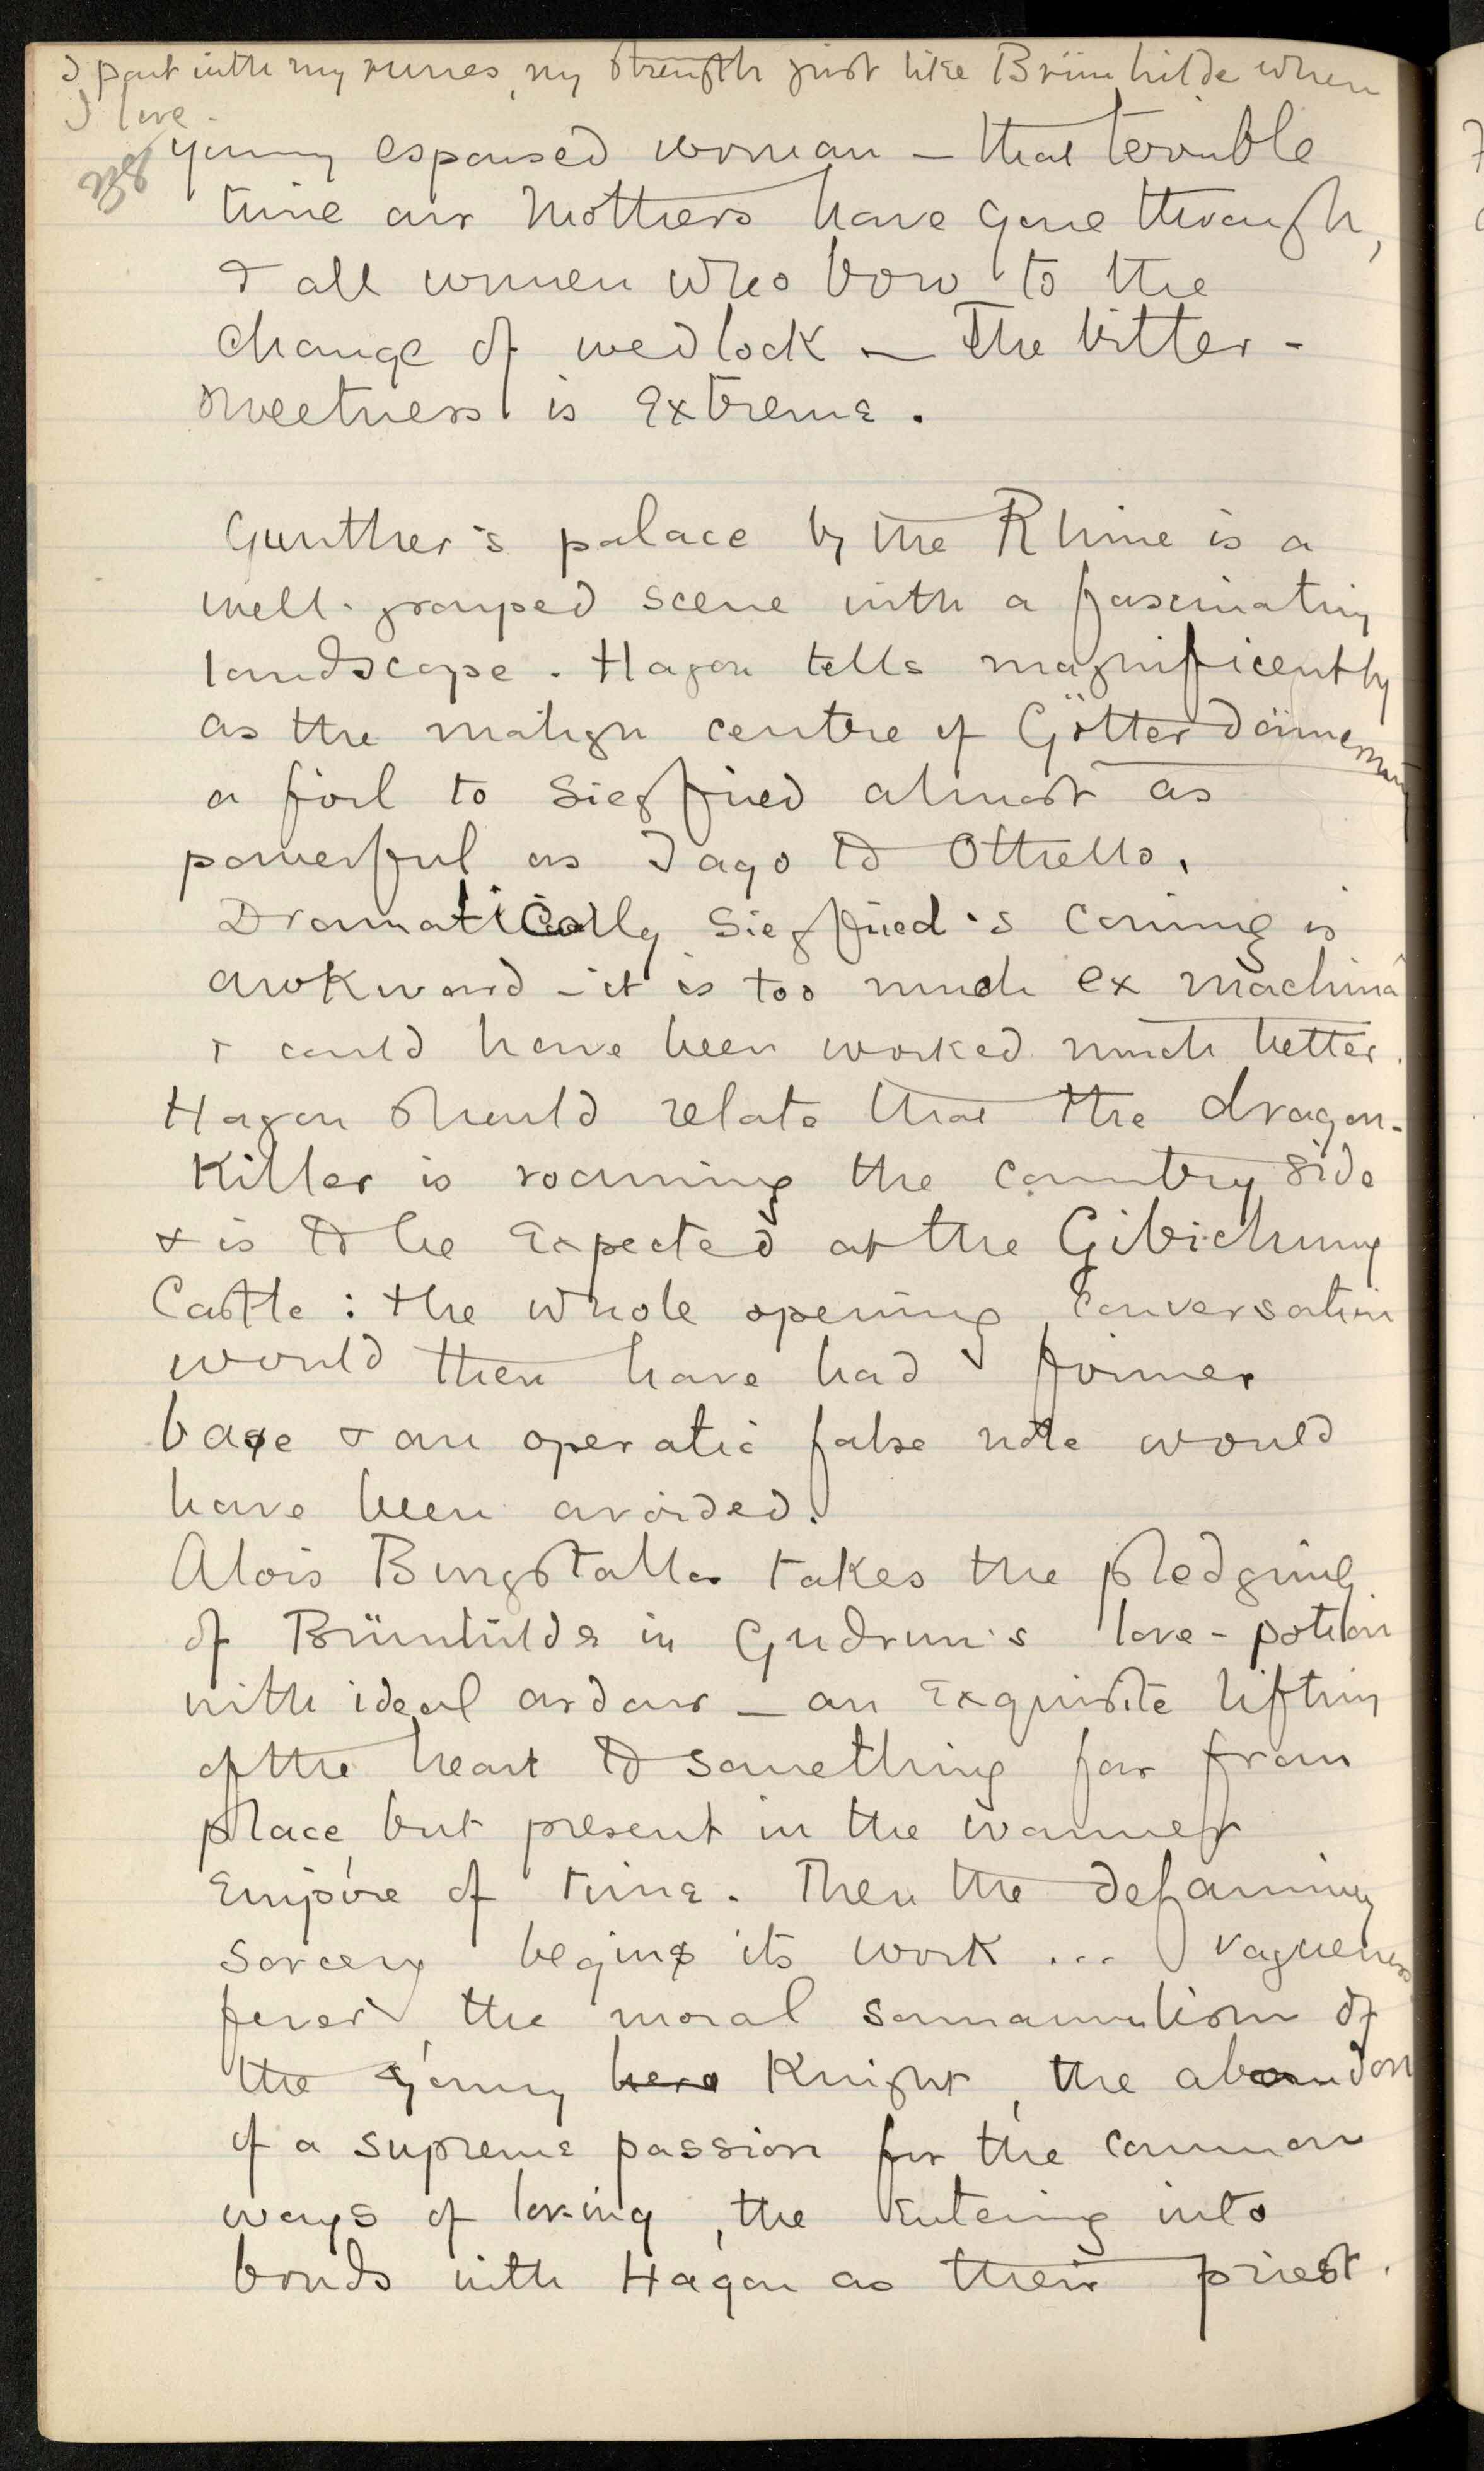 I part with my runes, my strength just like Brünhilde when
I love.
38
young espoused woman — that terrible
time our Mothers have gone through,
& all women who bow to the
change of wedlock — The bitter-
sweetness is extreme.
Gunther's palace by the Rhine is a
well-grouped scene with a fascinating
landscape. Hagen tells magnificently
as the malign centre of Götterdämmerung
a foil to Siegfried almost as
powerful as Iago to Othello.
Dramatically Siegfried's coming is
awkward – it is too much ex machinâ
& could have been worked much better.
Hagen should relate that the dragon-
Killer is roaming the country side
& is to be expected at the Gibichung
Castle : the whole opening conversation
would then have had firmer
base & an operatic false note would
have been avoided.
Alois Burgstaller takes the pledging
of Brünhilde in Gudrun's love-potion
with ideal ardour — an exquisite lifting
of the heart to something far from
place, but present in the warmer
Empire of time. Then the defaming
sorcery begins its work ... vagueness
fever, the moral somnambulism of
the young hero Knight, the abandon
of a supreme passion for the common
ways of loving, the entering into
bonds with Hagen as their priest.